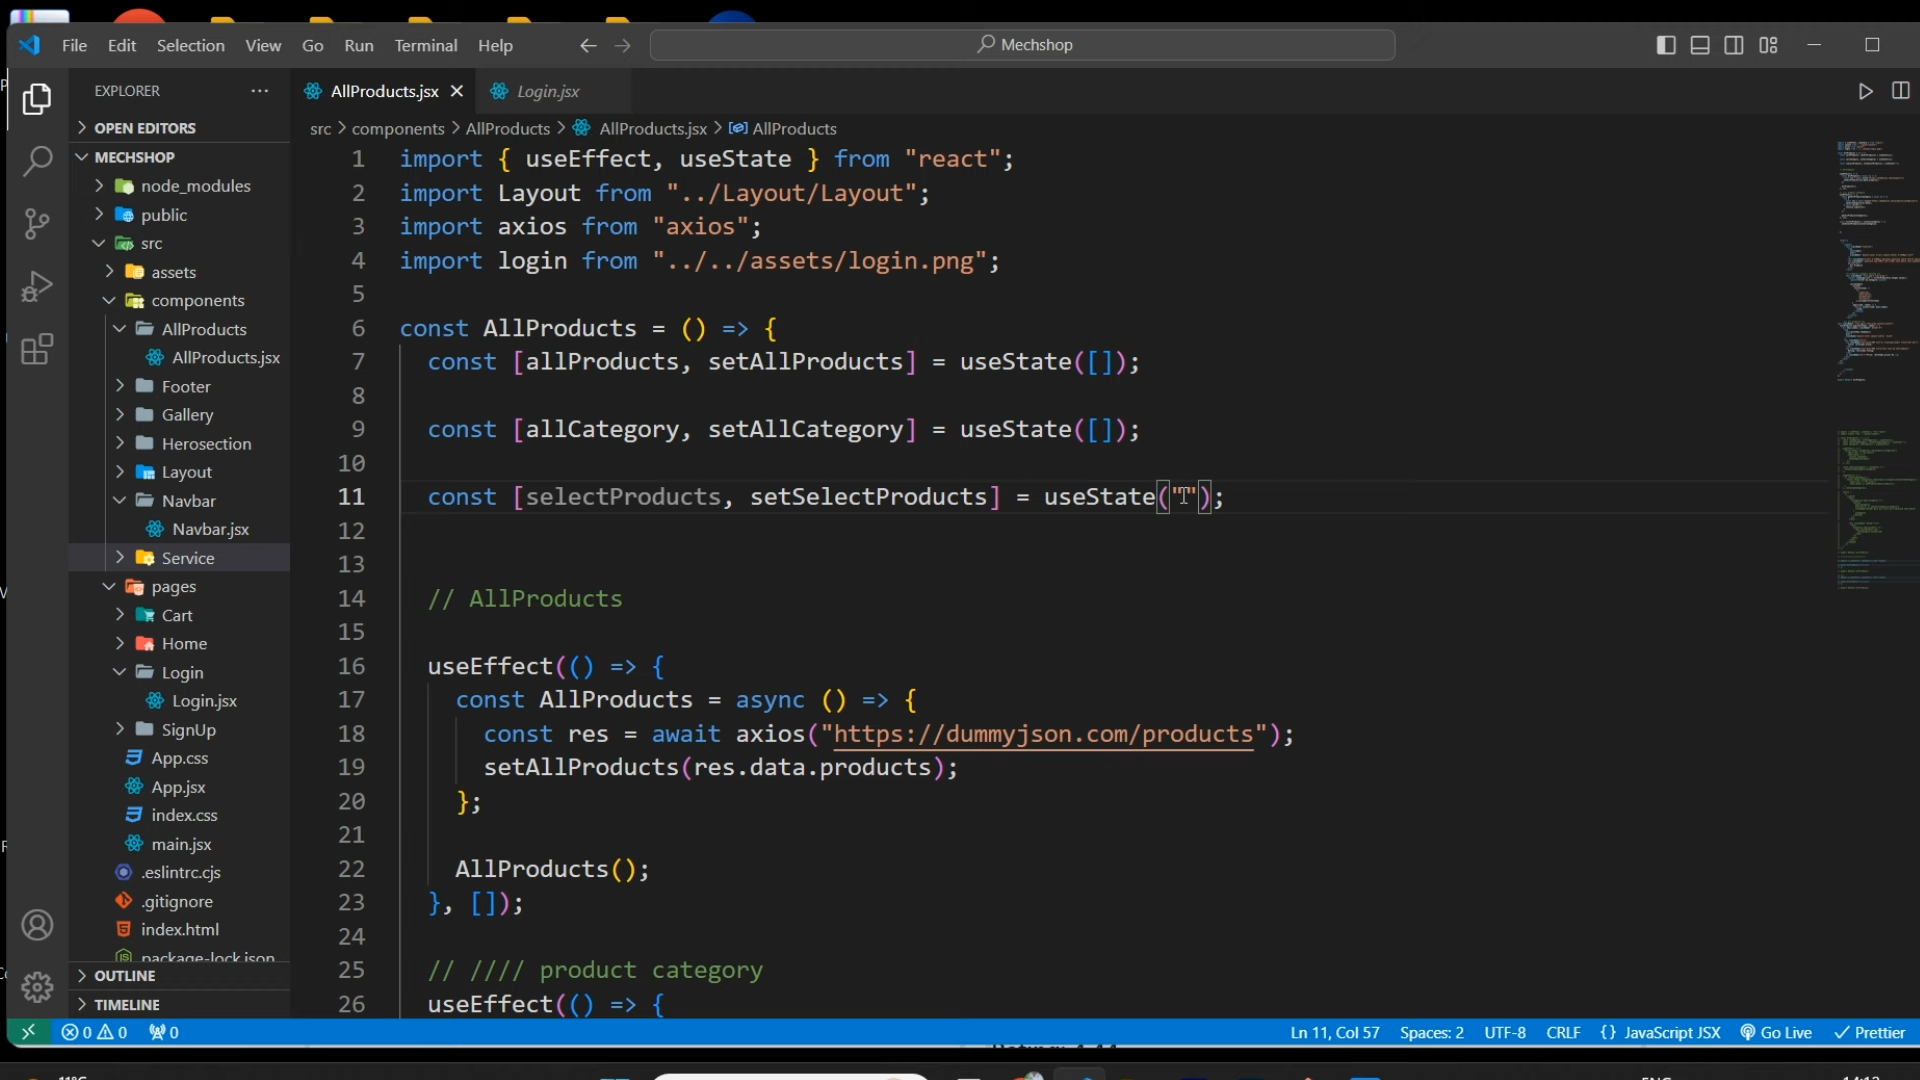 File Edit Selection View Go Run Terminal Help
Mechshop
EXPLORER
AllProducts.jsx
Login.jsx
OPEN EDITORS
src > components > AllProducts > AllProducts.jsx > AllProducts
MECHSHOP
node_modules
public
src
assets
components
AllProducts
AllProducts.jsx
Footer
Gallery
Herosection
Layout
Navbar
Navbar.jsx
Service
pages
Cart
Home
Login
Login.jsx
SignUp
App.css
App.jsx
index.css
main.jsx
.eslintrc.cjs
.gitignore
index.html
package-lock.json
OUTLINE
TIMELINE
1 import { useEffect, useState } from "react";
2 import Layout from "../Layout/Layout";
3 import axios from "axios";
4 import login from "../../assets/login.png";
5
6 const AllProducts = () => {
7 const [allProducts, setAllProducts] = useState([]);
8
9 const [allCategory, setAllCategory] = useState([]);
10
11 const [selectProducts, setSelectProducts] = useState("");
12
13
14 // AllProducts
15
16 useEffect(() => {
17 const AllProducts = async () => {
18 const res = await axios("https://dummyjson.com/products");
19 setAllProducts(res.data.products);
20 };
21
22 AllProducts();
23 }, []);
24
25 // //// product category
26 useEffect(() => {
0 0 0 Ln 11, Col 57 Spaces: 2 UTF-8 CRLF {} JavaScript JSX Go Live Prettier